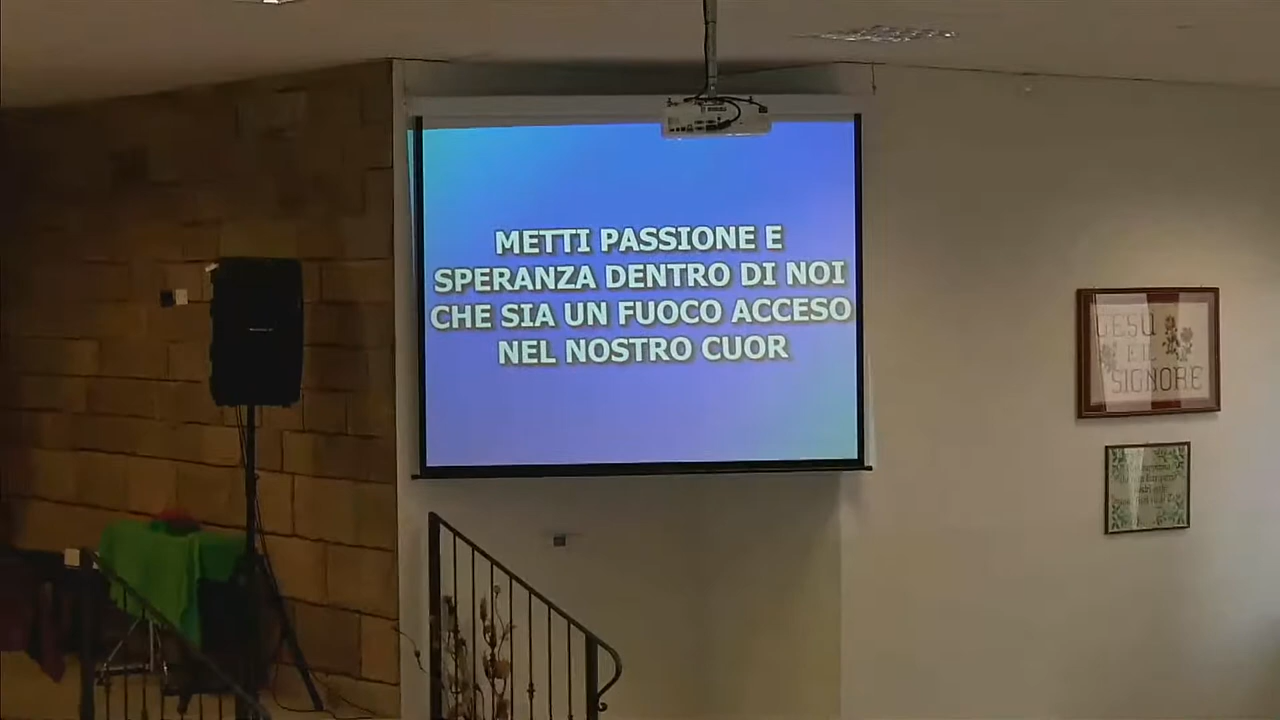 METTI PASSIONE E
SPERANZA DENTRO DI NOI
CHE SIA UN FUOCO ACCESO
NEL NOSTRO CUOR
GESU
E IL
SIGNORE